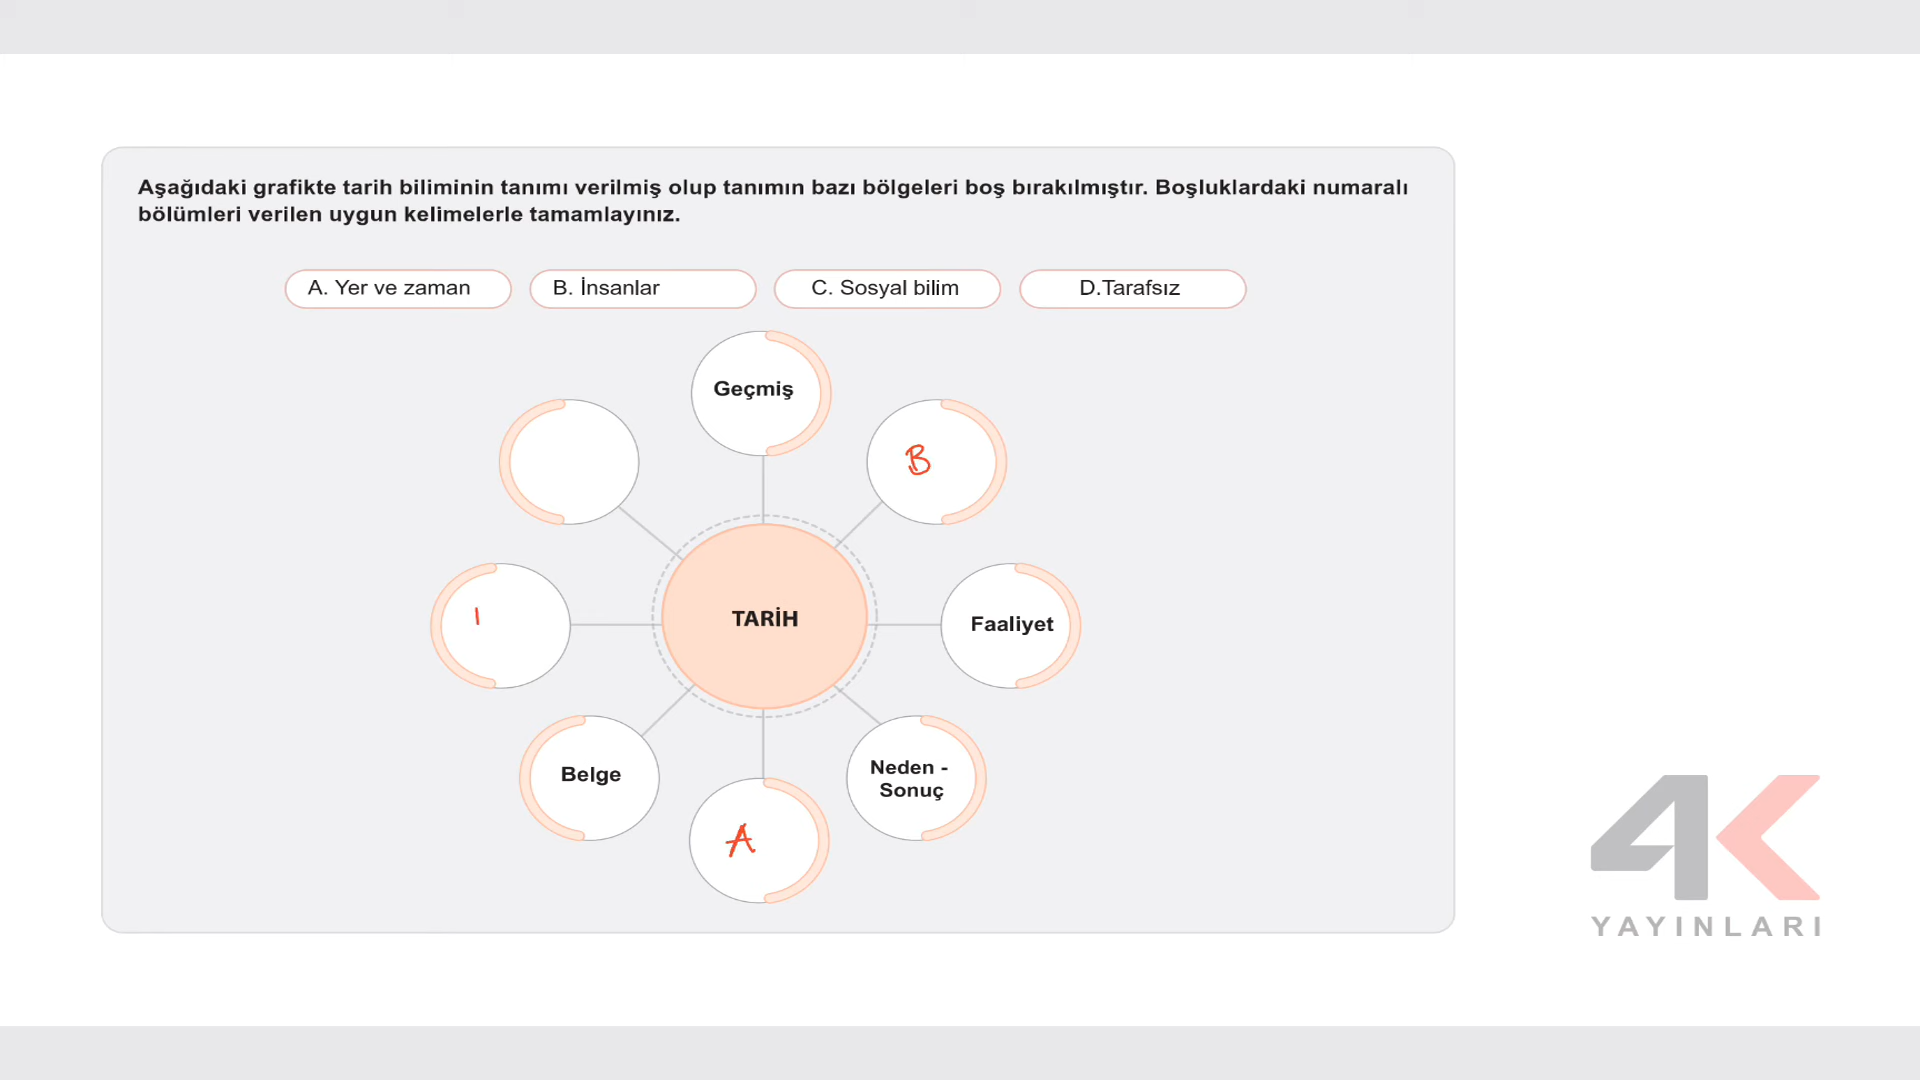 Aşağıdaki grafikte tarih biliminin tanımı verilmiş olup tanımın bazı bölgeleri boş bırakılmıştır. Boşluklardaki numaralı
bölümleri verilen uygun kelimelerle tamamlayınız.
A. Yer ve zaman
B. İnsanlar
C. Sosyal bilim
D.Tarafsız
Geçmiş
B
Faaliyet
TARİH
Neden -
Sonuç
Belge
A
4K
YAYINLARI